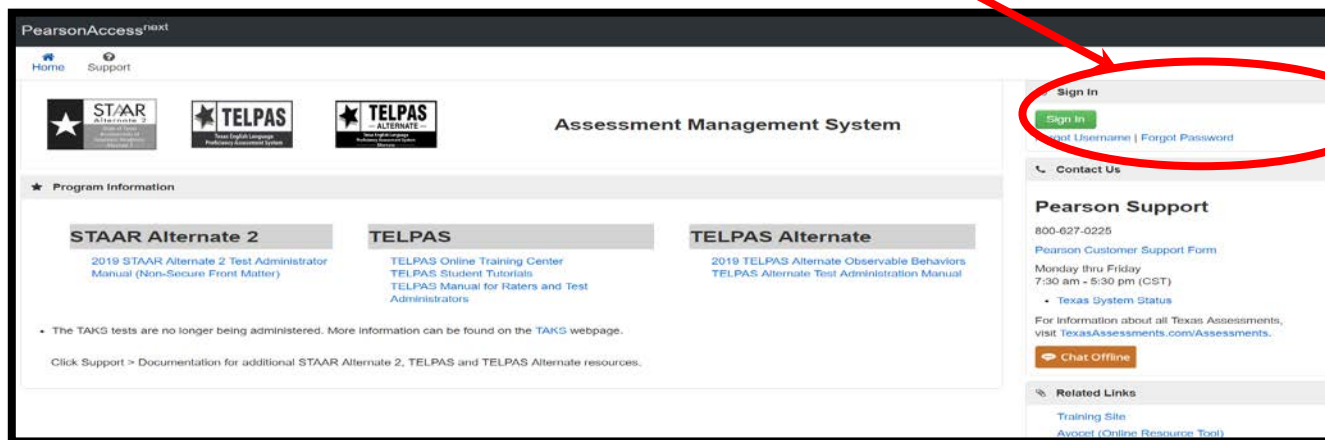 PearsonAccessnext
Home Support
STAAR
Alternate 2
TELPAS
Texas English Language
Proficiency Assessment System
TELPAS
ALTERNATE
Texas English Language
Proficiency Assessment System
Assessment Management System
Program Information
STAAR Alternate 2
2019 STAAR Alternate 2 Test Administrator
Manual (Non-Secure Front Matter)
TELPAS
TELPAS Online Training Center
TELPAS Student Tutorials
TELPAS Manual for Raters and Test
Administrators
TELPAS Alternate
2019 TELPAS Alternate Observable Behaviors
TELPAS Alternate Test Administration Manual
• The TAKS tests are no longer being administered. More information can be found on the TAKS webpage.
Click Support > Documentation for additional STAAR Alternate 2, TELPAS and TELPAS Alternate resources.
Sign In
Sign In
Forgot Username | Forgot Password
Contact Us
Pearson Support
800-627-0225
Pearson Customer Support Form
Monday thru Friday
7:30 am - 5:30 pm (CST)
• Texas System Status
For information about all Texas Assessments,
visit TexasAssessments.com/Assessments.
Chat Offline
Related Links
Training Site
Avocet (Online Resource Tool)